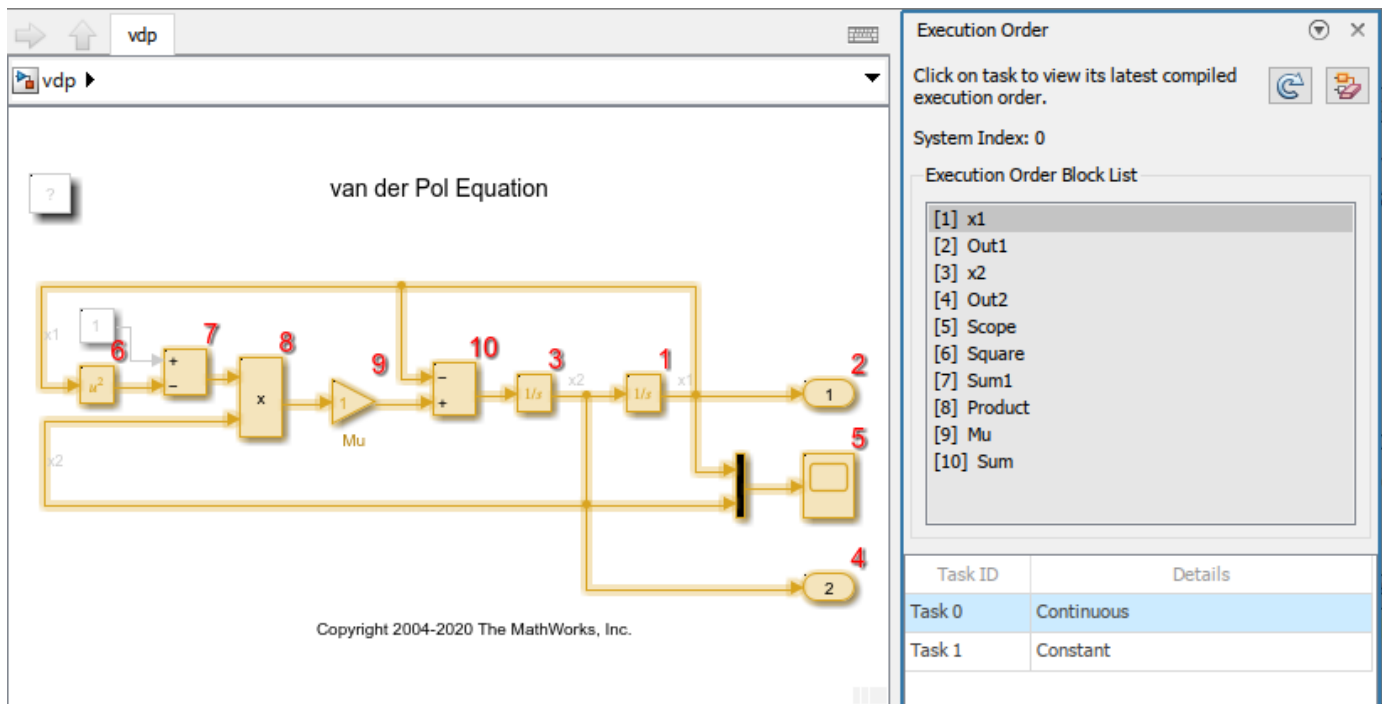 vdp
vdp
van der Pol Equation
?
x1
1
6
7
8
9
10
3
1
2
+
−
u²
x
1
Mu
−
+
1/s
x2
1/s
x1
1
x2
5
4
2
Copyright 2004-2020 The MathWorks, Inc.
Execution Order
Click on task to view its latest compiled
execution order.
System Index: 0
Execution Order Block List
[1] x1
[2] Out1
[3] x2
[4] Out2
[5] Scope
[6] Square
[7] Sum1
[8] Product
[9] Mu
[10] Sum
Task ID Details
Task 0 Continuous
Task 1 Constant